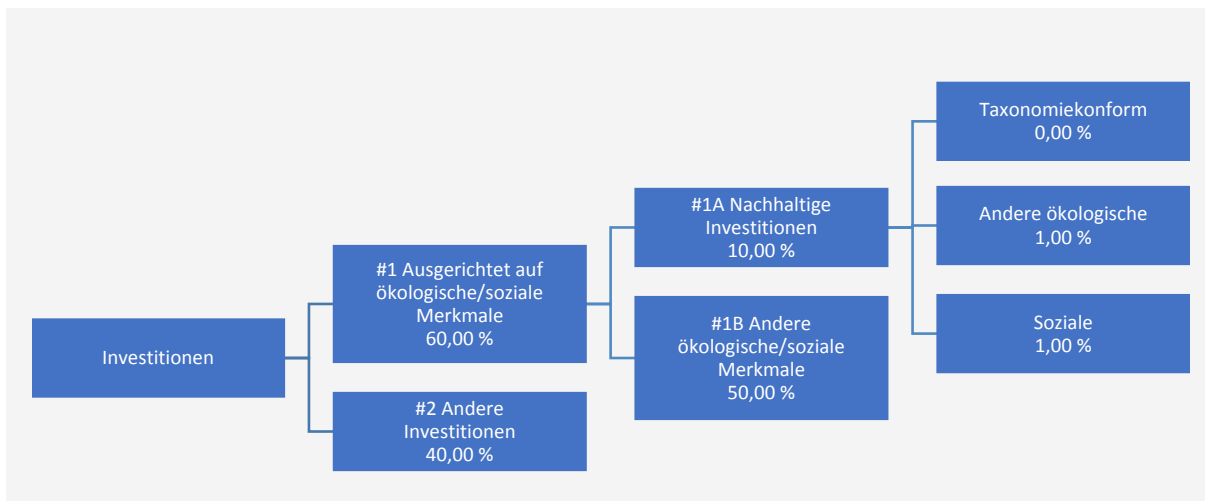 Investitionen
#1 Ausgerichtet auf
ökologische/soziale
Merkmale
60,00 %
#2 Andere
Investitionen
40,00 %
#1A Nachhaltige
Investitionen
10,00 %
#1B Andere
ökologische/soziale
Merkmale
50,00 %
Taxonomiekonform
0,00 %
Andere ökologische
1,00 %
Soziale
1,00 %